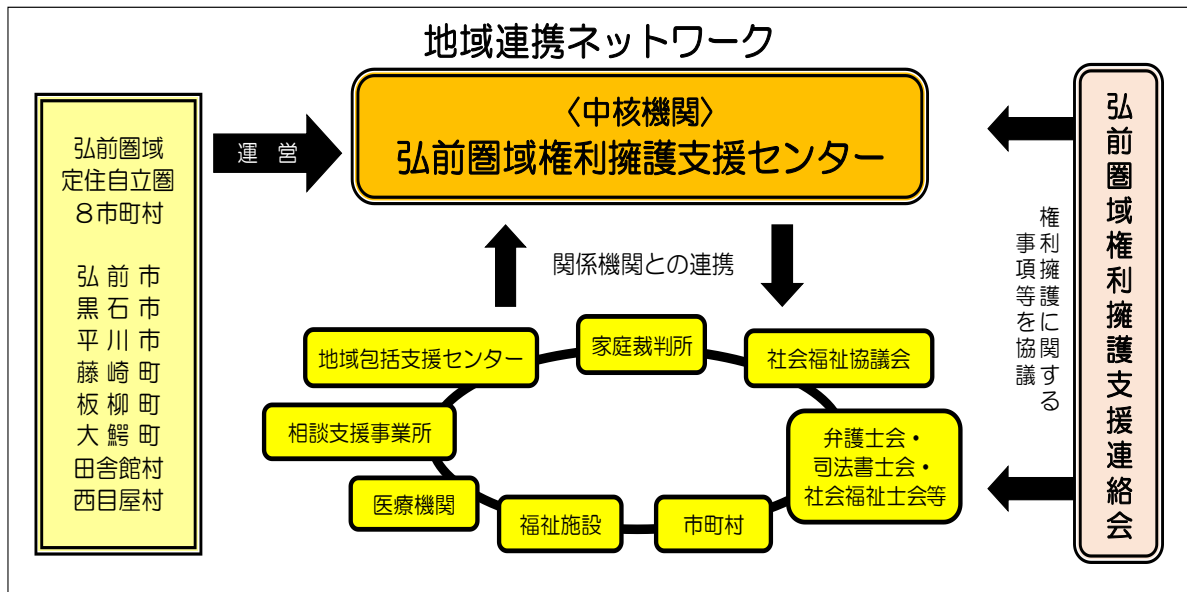 地域連携ネットワーク
弘前圏域
定住自立圏
８市町村
弘前市
黒石市
平川市
藤崎町
板柳町
大鰐町
田舎館村
西目屋村
運営
〈中核機関〉
弘前圏域権利擁護支援センター
関係機関との連携
地域包括支援センター
家庭裁判所
社会福祉協議会
相談支援事業所
弁護士会・
司法書士会・
社会福祉士会等
医療機関
福祉施設
市町村
権利擁護に関する
事項等を協議
弘前圏域権利擁護支援連絡会